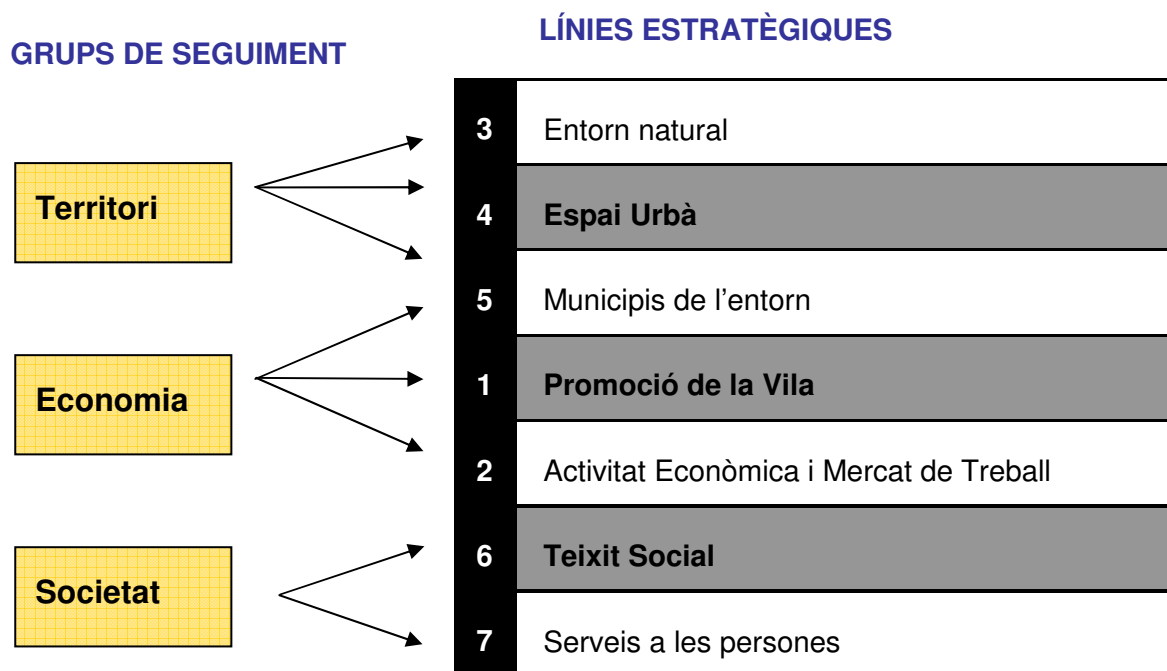 GRUPS DE SEGUIMENT
LÍNIES ESTRATÈGIQUES
Territori
Economia
Societat
3 Entorn natural
4 Espai Urbà
5 Municipis de l’entorn
1 Promoció de la Vila
2 Activitat Econòmica i Mercat de Treball
6 Teixit Social
7 Serveis a les persones